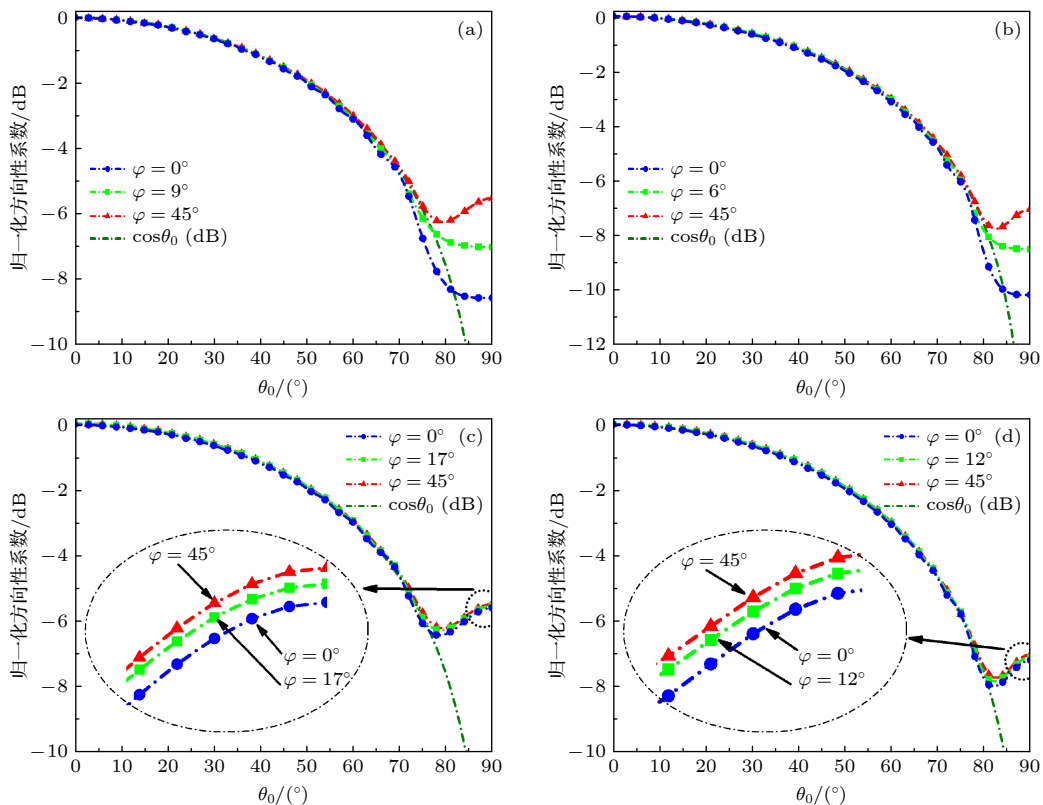 (a)
归一化方向性系数/dB
0
−2
−4
−6
−8
−10
φ = 0°
φ = 9°
φ = 45°
cosθ₀ (dB)
0 10 20 30 40 50 60 70 80 90
θ₀/(°)
(b)
归一化方向性系数/dB
0
−2
−4
−6
−8
−10
−12
φ = 0°
φ = 6°
φ = 45°
cosθ₀ (dB)
0 10 20 30 40 50 60 70 80 90
θ₀/(°)
(c)
归一化方向性系数/dB
0
−2
−4
−6
−8
−10
φ = 0°
φ = 17°
φ = 45°
cosθ₀ (dB)
φ = 45°
φ = 0°
φ = 17°
0 10 20 30 40 50 60 70 80 90
θ₀/(°)
(d)
归一化方向性系数/dB
0
−2
−4
−6
−8
−10
φ = 0°
φ = 12°
φ = 45°
cosθ₀ (dB)
φ = 45°
φ = 0°
φ = 12°
0 10 20 30 40 50 60 70 80 90
θ₀/(°)